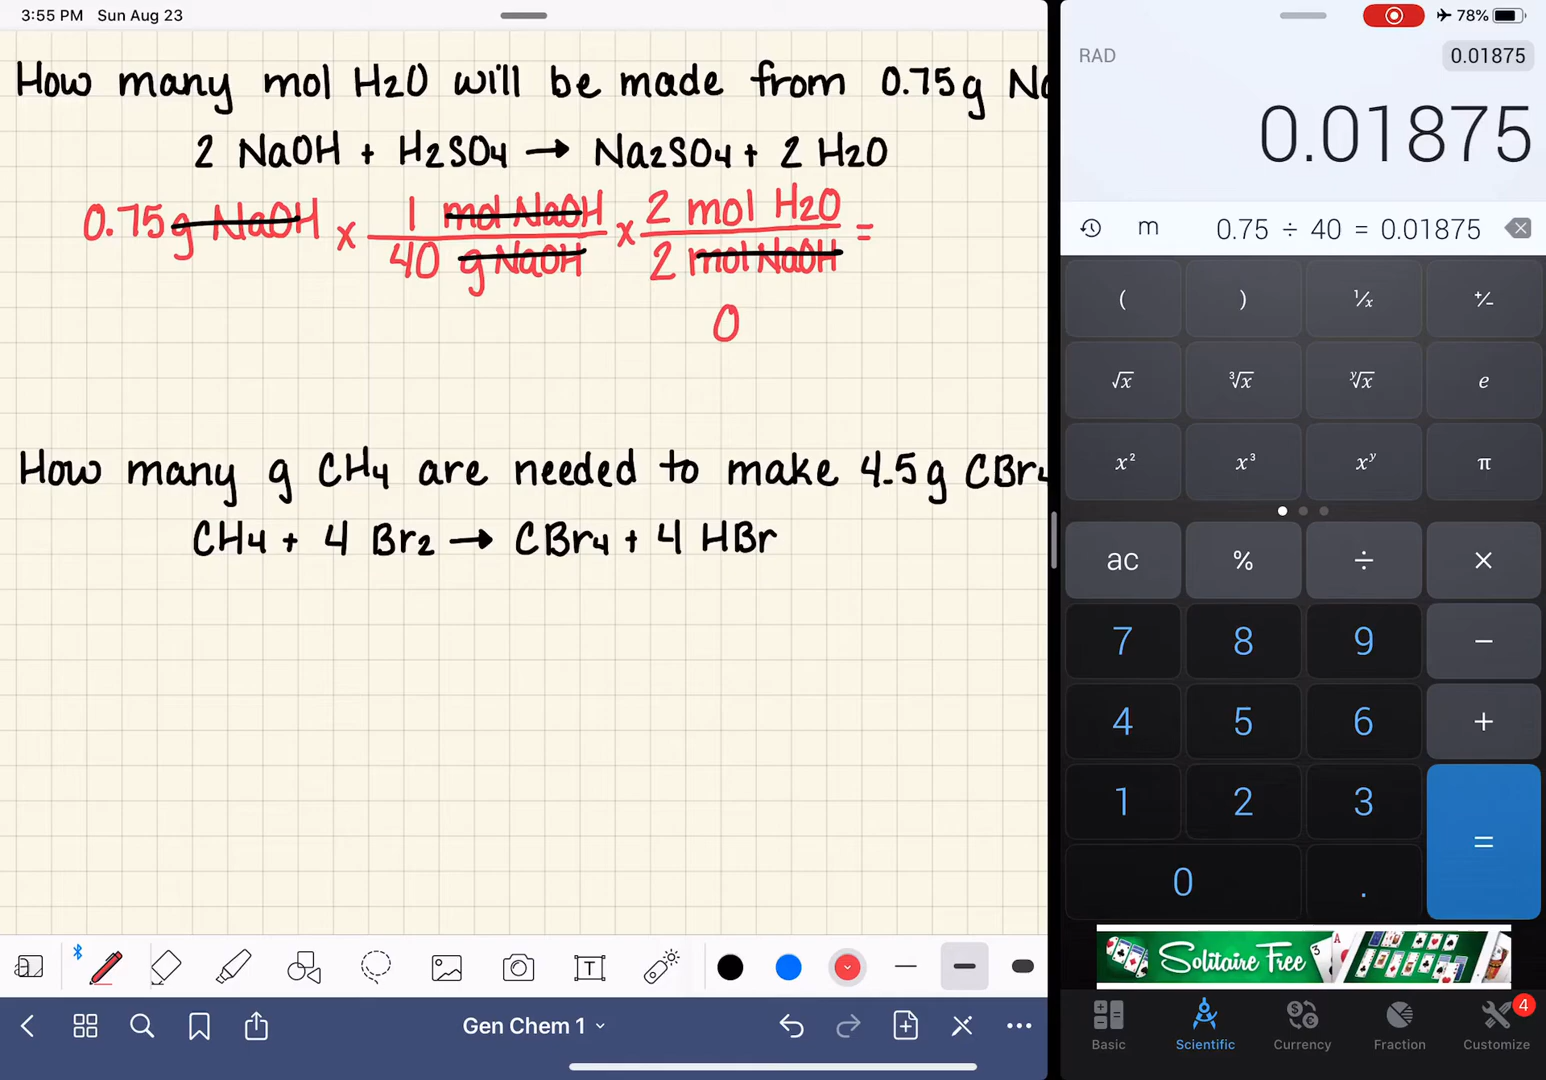 3:55 PM Sun Aug 23
78%
How many mol H2O will be made from 0.75g Na
2 NaOH + H2SO4 → Na2SO4 + 2 H2O
0.75 g NaOH x 1 mol NaOH / 40 g NaOH x 2 mol H2O / 2 mol NaOH =
0
How many g CH4 are needed to make 4.5g CBr4
CH4 + 4 Br2 → CBr4 + 4 HBr
Gen Chem 1
RAD
0.01875
0.01875
m 0.75 ÷ 40 = 0.01875
( ) 1/x +/-
√x ³√x ʸ√x e
x² x³ xʸ π
ac % ÷ ×
7 8 9 −
4 5 6 +
1 2 3 =
0 .
A Solitaire Free
Basic Scientific Currency Fraction Customize
4
T